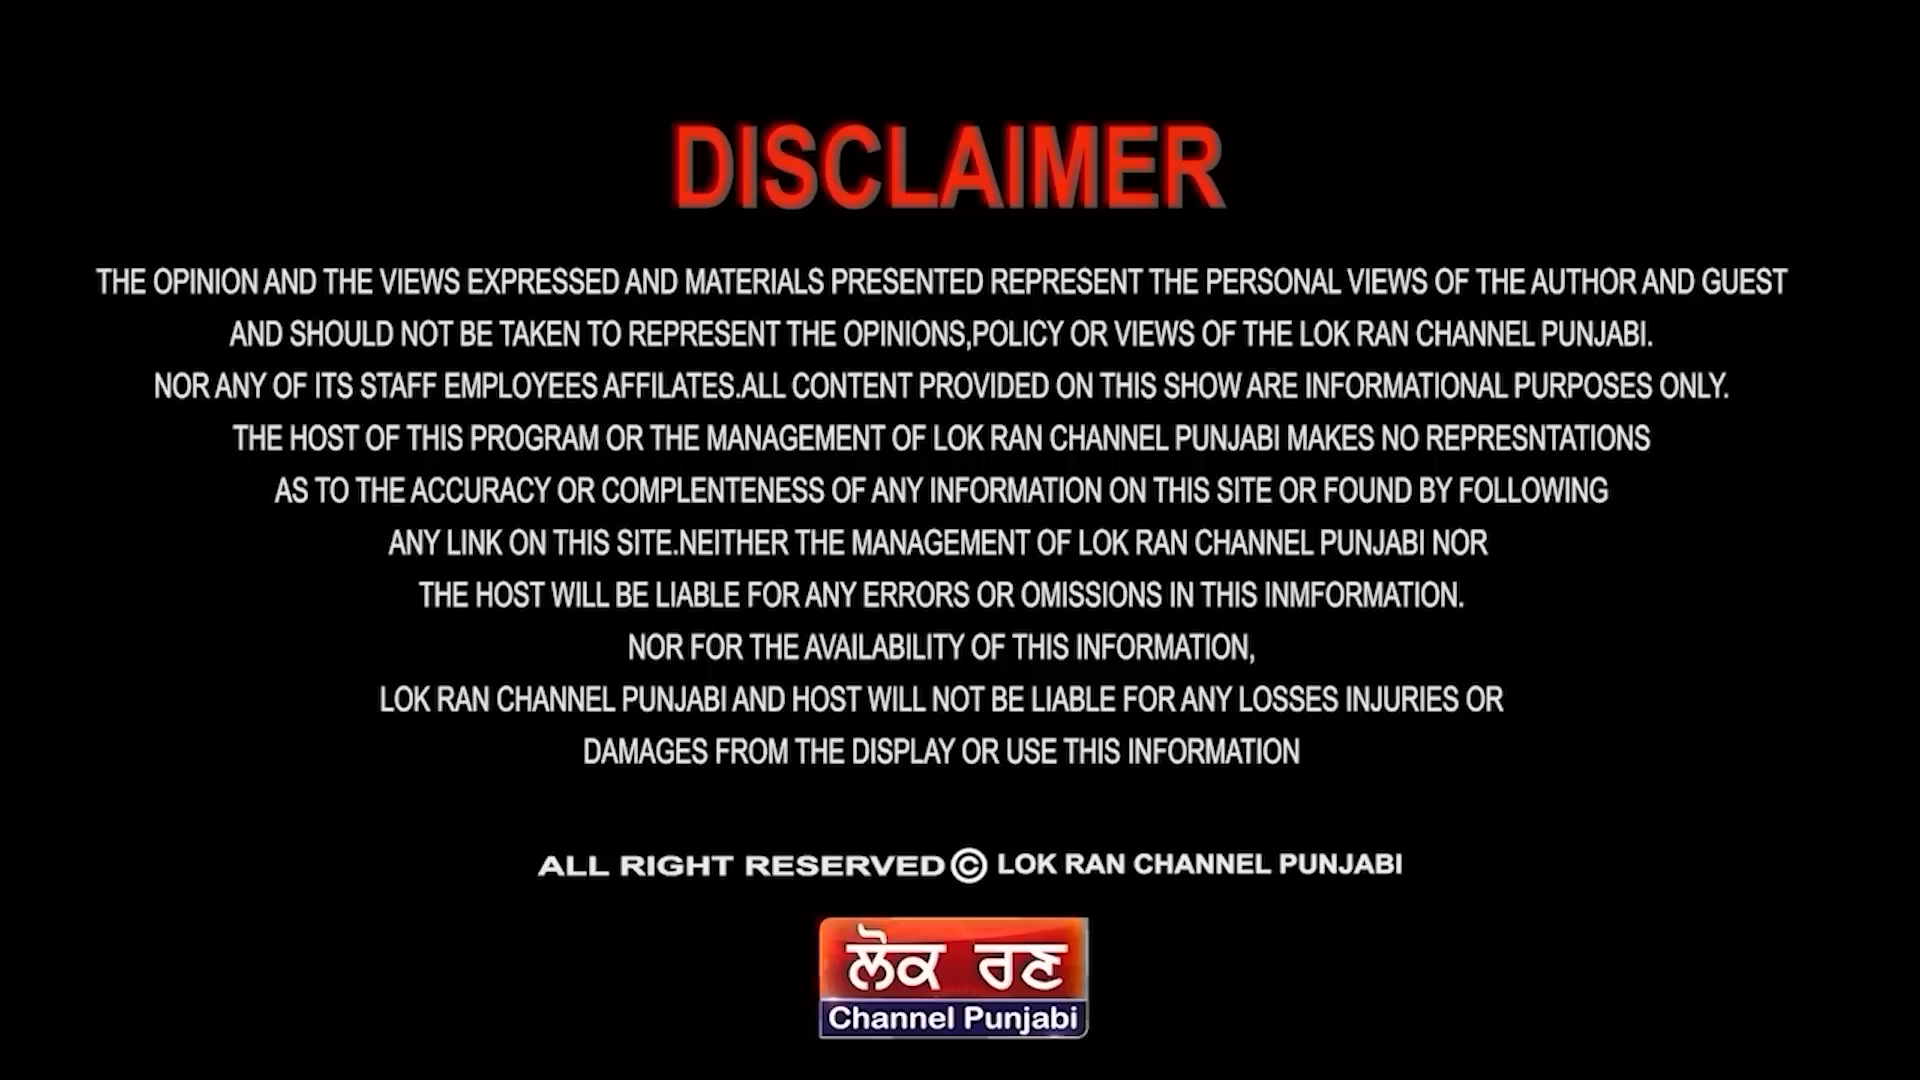 DISCLAIMER
THE OPINION AND THE VIEWS EXPRESSED AND MATERIALS PRESENTED REPRESENT THE PERSONAL VIEWS OF THE AUTHOR AND GUEST
AND SHOULD NOT BE TAKEN TO REPRESENT THE OPINIONS,POLICY OR VIEWS OF THE LOK RAN CHANNEL PUNJABI.
NOR ANY OF ITS STAFF EMPLOYEES AFFILATES.ALL CONTENT PROVIDED ON THIS SHOW ARE INFORMATIONAL PURPOSES ONLY.
THE HOST OF THIS PROGRAM OR THE MANAGEMENT OF LOK RAN CHANNEL PUNJABI MAKES NO REPRESNTATIONS
AS TO THE ACCURACY OR COMPLENTENESS OF ANY INFORMATION ON THIS SITE OR FOUND BY FOLLOWING
ANY LINK ON THIS SITE.NEITHER THE MANAGEMENT OF LOK RAN CHANNEL PUNJABI NOR
THE HOST WILL BE LIABLE FOR ANY ERRORS OR OMISSIONS IN THIS INMFORMATION.
NOR FOR THE AVAILABILITY OF THIS INFORMATION,
LOK RAN CHANNEL PUNJABI AND HOST WILL NOT BE LIABLE FOR ANY LOSSES INJURIES OR
DAMAGES FROM THE DISPLAY OR USE THIS INFORMATION
ALL RIGHT RESERVED © LOK RAN CHANNEL PUNJABI
ਲੋਕ ਰਣ
Channel Punjabi